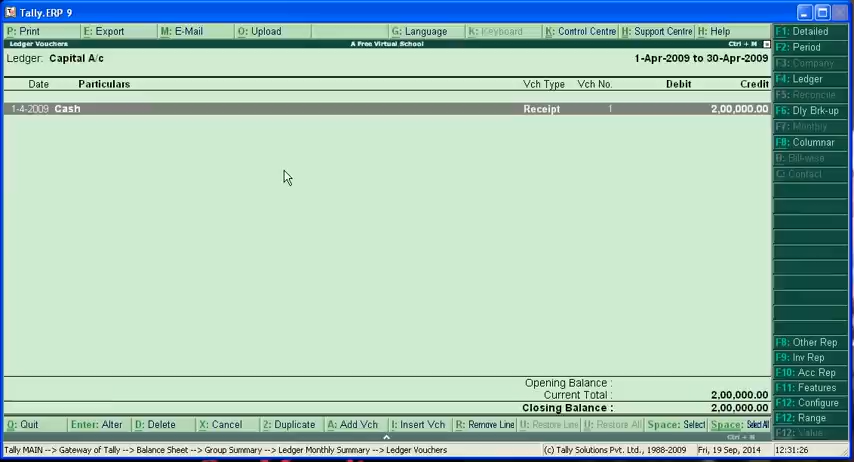 Tally.ERP 9
P: Print E: Export M: E-Mail O: Upload G: Language K: Keyboard K: Control Centre H: Support Centre H: Help
Ledger Vouchers A Free Virtual School Ctrl + M
Ledger: Capital A/c 1-Apr-2009 to 30-Apr-2009
Date Particulars Vch Type Vch No. Debit Credit
1-4-2009 Cash Receipt 1 2,00,000.00
Opening Balance :
Current Total : 2,00,000.00
Closing Balance : 2,00,000.00
Q: Quit Enter: Alter D: Delete X: Cancel 2: Duplicate A: Add Vch I: Insert Vch R: Remove Line U: Restore Line U: Restore All Space: Select Space: Select All
Ctrl + N
Tally MAIN --> Gateway of Tally --> Balance Sheet --> Group Summary --> Ledger Monthly Summary --> Ledger Vouchers (c) Tally Solutions Pvt. Ltd., 1988-2009 Fri, 19 Sep, 2014 12:31:26
F1: Detailed
F2: Period
F3: Company
F4: Ledger
F5: Reconcile
F6: Dly Brk-up
F7: Monthly
F8: Columnar
B: Bill-wise
C: Contact
F8: Other Rep
F9: Inv Rep
F10: Acc Rep
F11: Features
F12: Configure
F12: Range
F12: Value